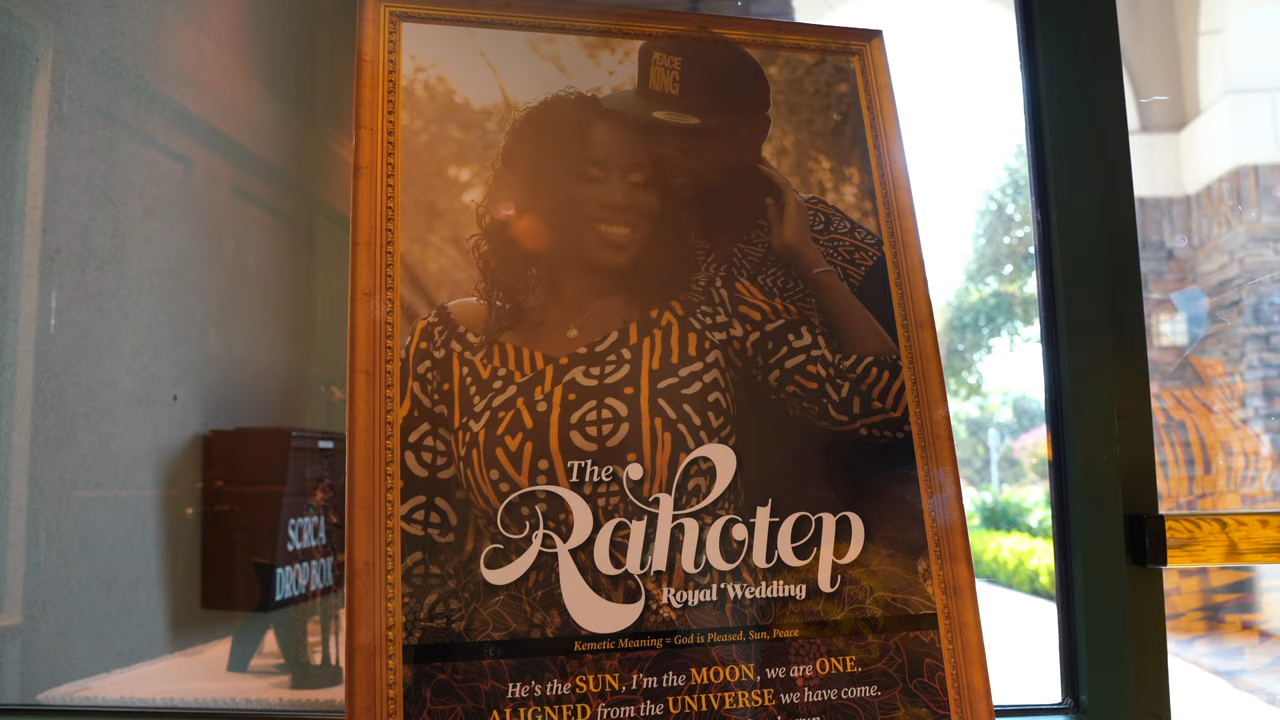 PEACE
KING
The
Rahotep
Royal Wedding
Kemetic Meaning = God is Pleased, Sun, Peace
He's the SUN, I'm the MOON, we are ONE.
ALIGNED from the UNIVERSE we have come.
SCRCA
DROP BOX